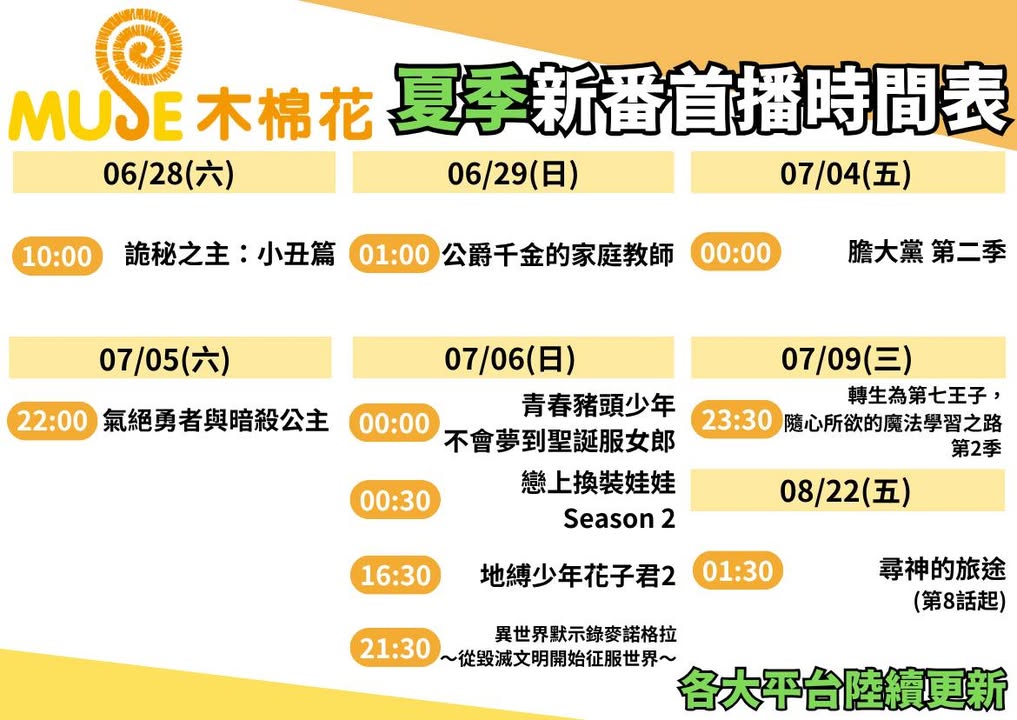 MUSE 木棉花
夏季新番首播時間表
06/28(六)
10:00 詭秘之主：小丑篇
06/29(日)
01:00 公爵千金的家庭教師
07/04(五)
00:00 膽大黨 第二季
07/05(六)
22:00 氣絕勇者與暗殺公主
07/06(日)
00:00 青春豬頭少年
不會夢到聖誕服女郎
00:30 戀上換裝娃娃
Season 2
16:30 地縛少年花子君2
21:30 異世界默示錄麥諾格拉
～從毀滅文明開始征服世界～
07/09(三)
23:30 轉生為第七王子，
隨心所欲的魔法學習之路
第2季
08/22(五)
01:30 尋神的旅途
(第8話起)
各大平台陸續更新